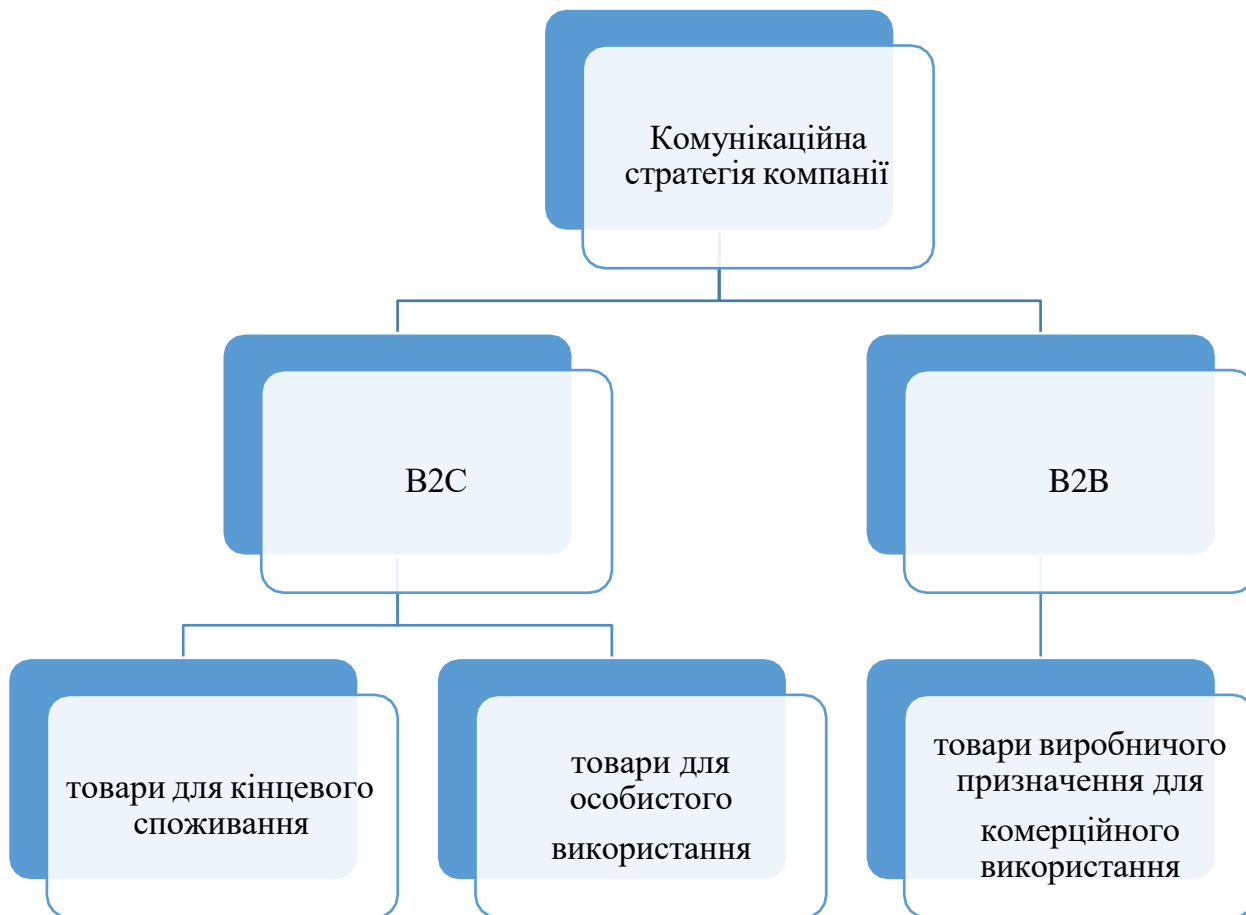 Комунікаційна
стратегія компанії
B2C
B2B
товари для кінцевого
споживання
товари для
особистого
використання
товари виробничого
призначення для
комерційного
використання